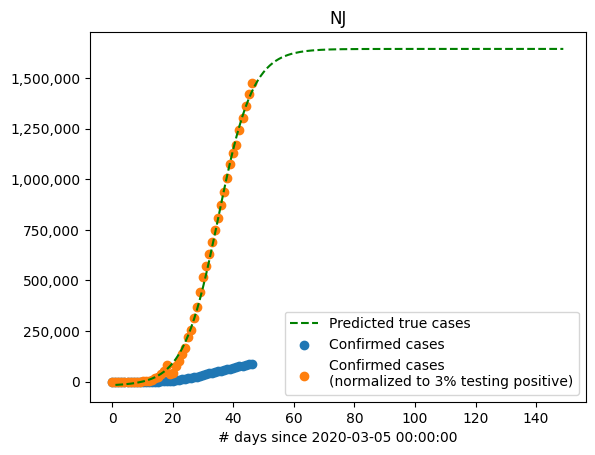 NJ
1,500,000
1,250,000
1,000,000
750,000
500,000
250,000
0
Predicted true cases
Confirmed cases
Confirmed cases
(normalized to 3% testing positive)
0 20 40 60 80 100 120 140
# days since 2020-03-05 00:00:00